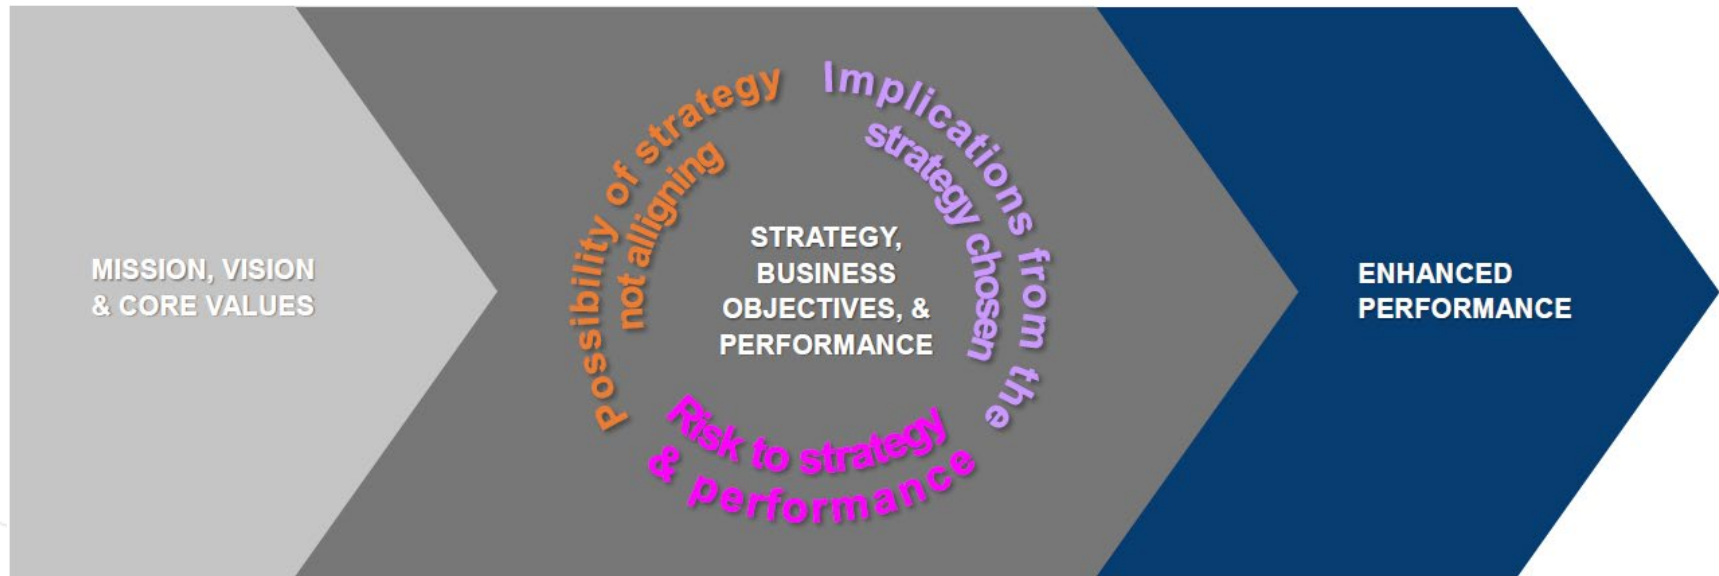 MISSION, VISION
& CORE VALUES
Possibility of strategy
not alligning
Implications from the
strategy chosen
STRATEGY,
BUSINESS
OBJECTIVES, &
PERFORMANCE
Risk to strategy
& performance
ENHANCED
PERFORMANCE